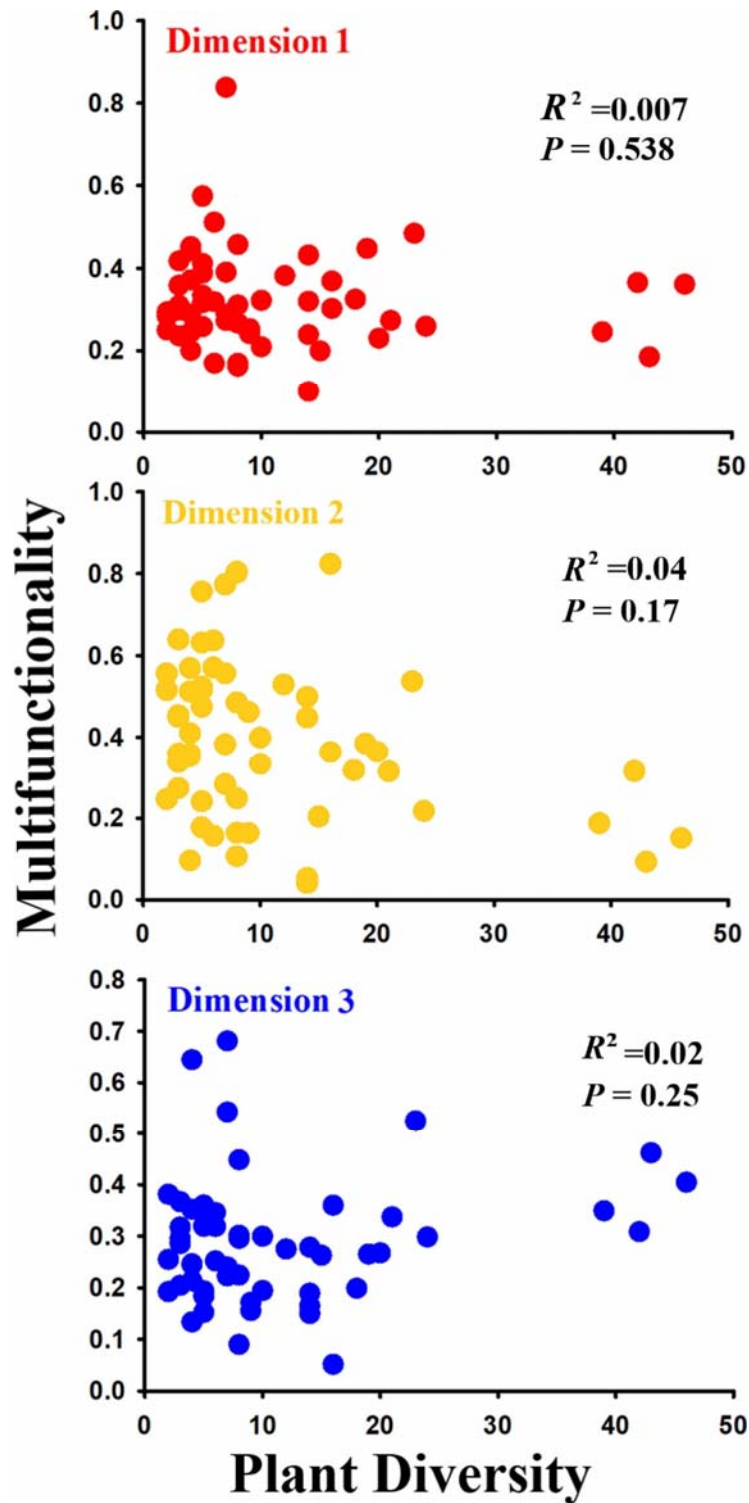 Multifunctionality
1.0
Dimension 1
0.8
R² =0.007
P = 0.538
0.6
0.4
0.2
0.0
0 10 20 30 40 50
1.0
Dimension 2
0.8
R² =0.04
P = 0.17
0.6
0.4
0.2
0.0
0 10 20 30 40 50
0.8
Dimension 3
0.7
R² =0.02
0.6
P = 0.25
0.5
0.4
0.3
0.2
0.1
0.0
0 10 20 30 40 50
Plant Diversity